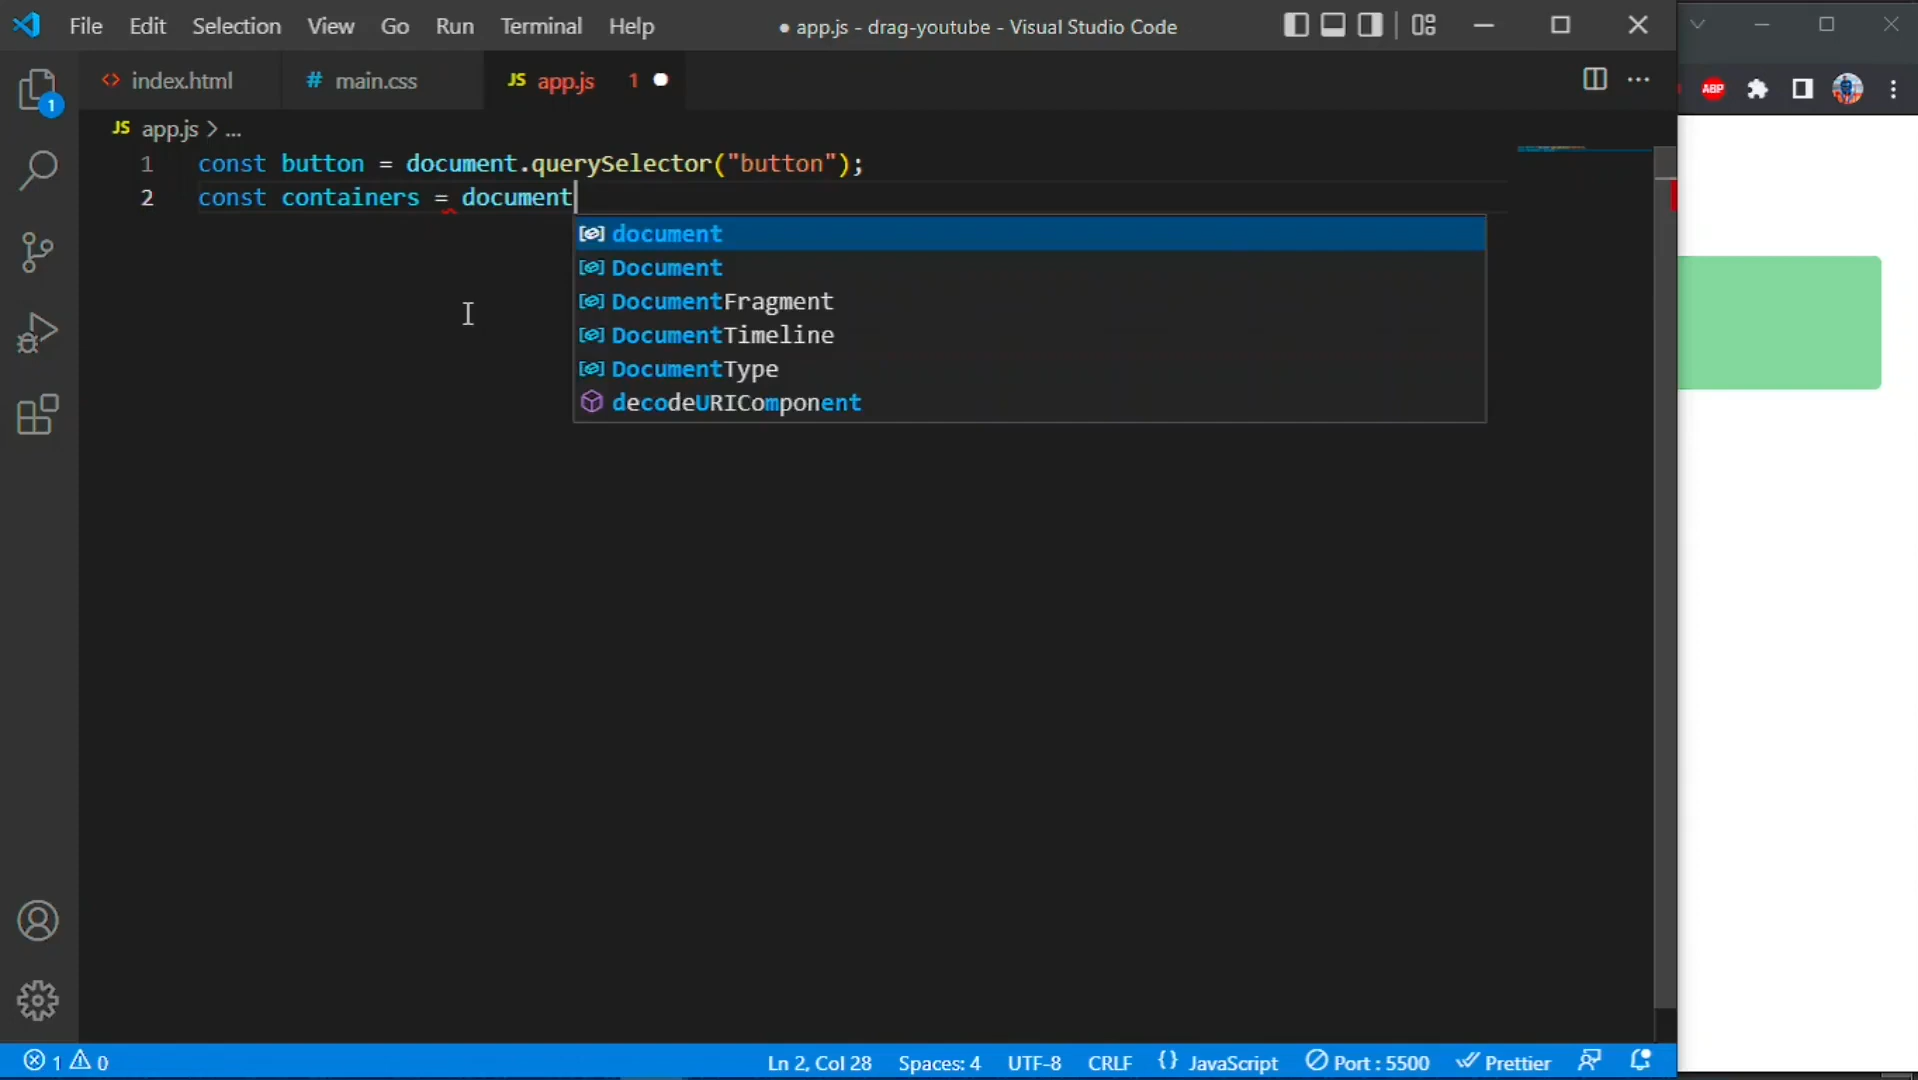 File Edit Selection View Go Run Terminal Help ● app.js - drag-youtube - Visual Studio Code
<> index.html # main.css JS app.js 1 ●
ABP
JS app.js > ...
1 const button = document.querySelector("button");
2 const containers = document
document
Document
DocumentFragment
DocumentTimeline
DocumentType
decodeURIComponent
1
1 0 Ln 2, Col 28 Spaces: 4 UTF-8 CRLF {} JavaScript Port : 5500 Prettier